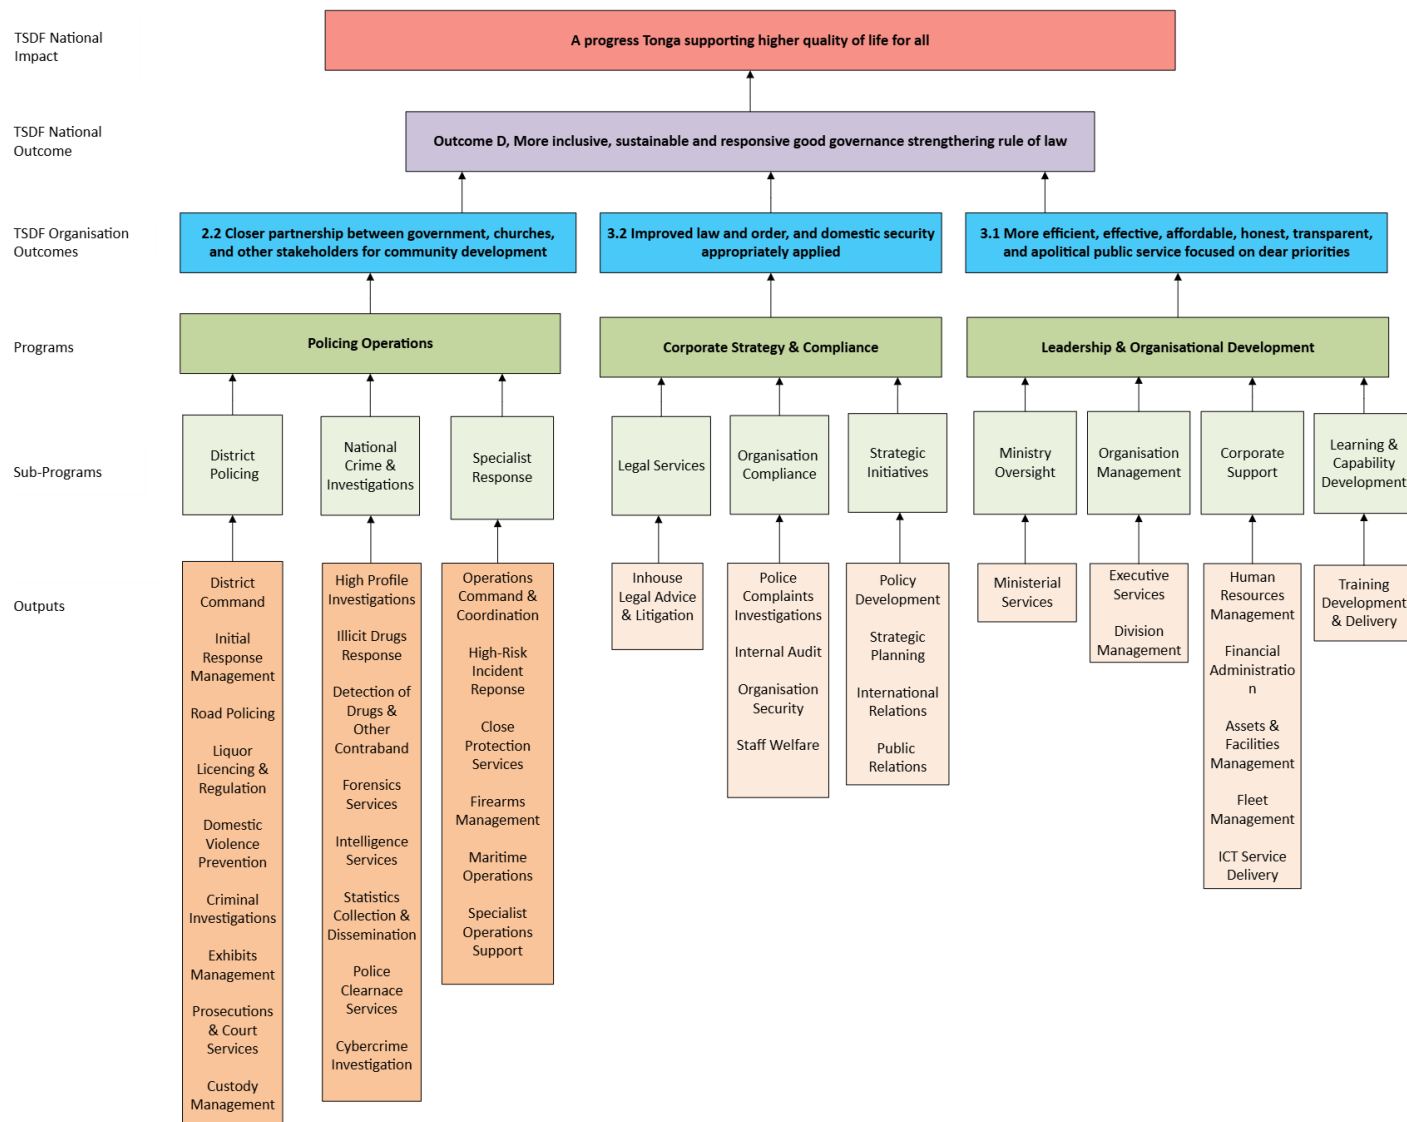 TSDF National
Impact
A progress Tonga supporting higher quality of life for all
TSDF National
Outcome
Outcome D, More inclusive, sustainable and responsive good governance strengthering rule of law
TSDF Organisation
Outcomes
2.2 Closer partnership between government, churches,
and other stakeholders for community development
3.2 Improved law and order, and domestic security
appropriately applied
3.1 More efficient, effective, affordable, honest, transparent,
and apolitical public service focused on dear priorities
Programs
Policing Operations
Corporate Strategy & Compliance
Leadership & Organisational Development
Sub-Programs
District
Policing
National
Crime &
Investigations
Specialist
Response
Legal Services
Organisation
Compliance
Strategic
Initiatives
Ministry
Oversight
Organisation
Management
Corporate
Support
Learning &
Capability
Development
Outputs
District
Command
Initial
Response
Management
Road Policing
Liquor
Licencing &
Regulation
Domestic
Violence
Prevention
Criminal
Investigations
Exhibits
Management
Prosecutions
& Court
Services
Custody
Management
High Profile
Investigations
Illicit Drugs
Response
Detection of
Drugs &
Other
Contraband
Forensics
Services
Intelligence
Services
Statistics
Collection &
Dissemination
Police
Clearnace
Services
Cybercrime
Investigation
Operations
Command &
Coordination
High-Risk
Incident
Reponse
Close
Protection
Services
Firearms
Management
Maritime
Operations
Specialist
Operations
Support
Inhouse
Legal Advice
& Litigation
Police
Complaints
Investigations
Internal Audit
Organisation
Security
Staff Welfare
Policy
Development
Strategic
Planning
International
Relations
Public
Relations
Ministerial
Services
Executive
Services
Division
Management
Human
Resources
Management
Financial
Administratio
n
Assets &
Facilities
Management
Fleet
Management
ICT Service
Delivery
Training
Development
& Delivery